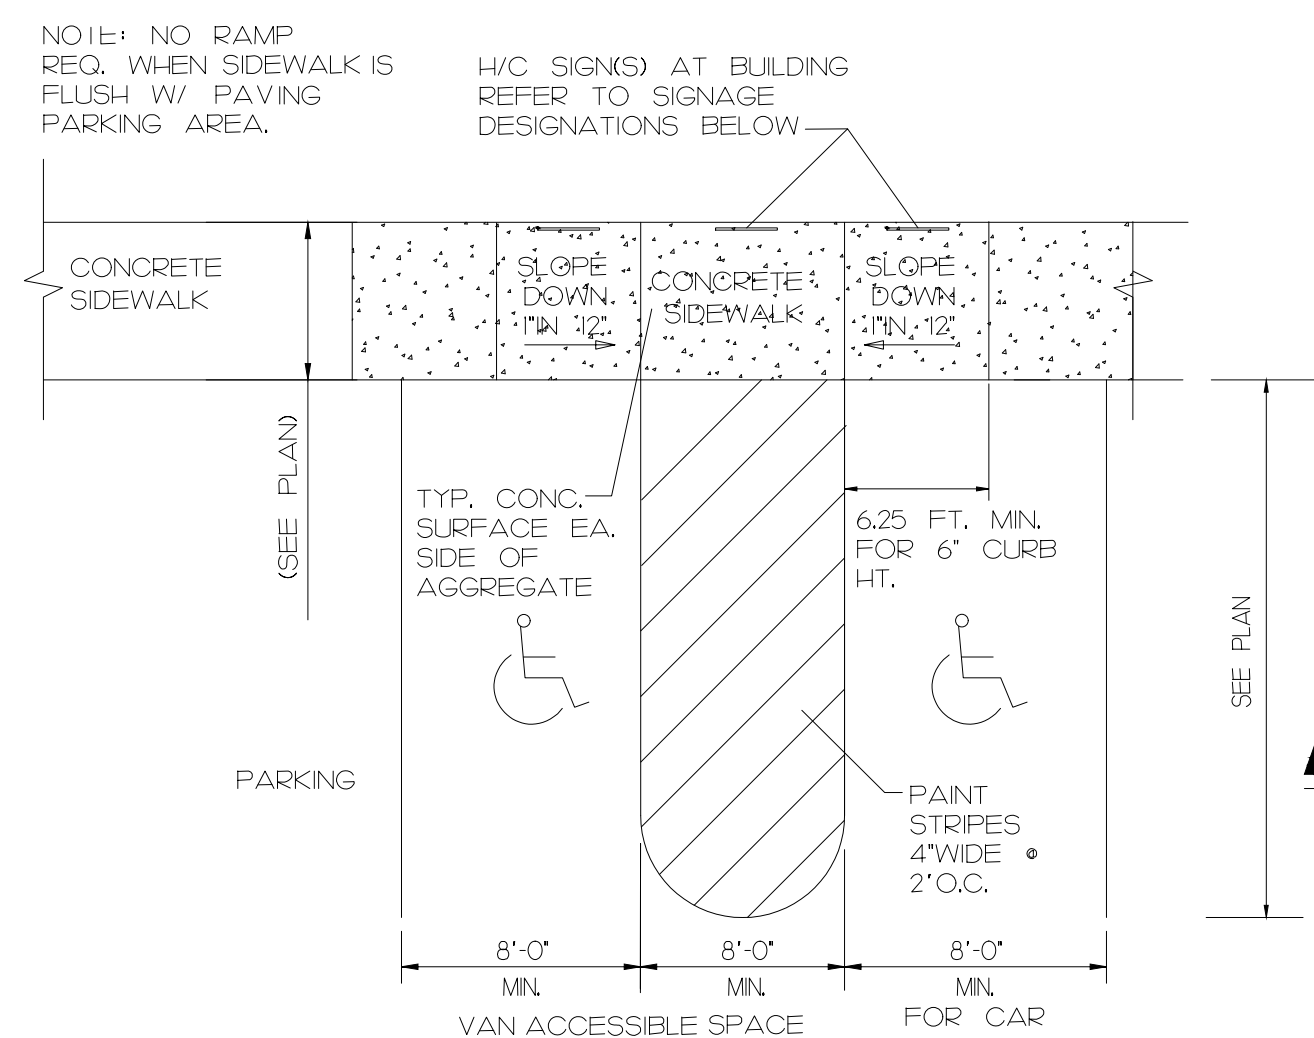 NOTE: NO RAMP
REQ. WHEN SIDEWALK IS
FLUSH W/ PAVING
PARKING AREA.
H/C SIGN(S) AT BUILDING
REFER TO SIGNAGE
DESIGNATIONS BELOW
CONCRETE
SIDEWALK
SLOPE
DOWN
1"IN 12"
CONCRETE
SIDEWALK
SLOPE
DOWN
1"IN 12"
(SEE PLAN)
TYP. CONC.
SURFACE EA.
SIDE OF
AGGREGATE
6.25 FT. MIN.
FOR 6" CURB
HT.
SEE PLAN
PARKING
PAINT
STRIPES
4"WIDE @
2'O.C.
8'-0"
MIN.
8'-0"
MIN.
8'-0"
MIN.
VAN ACCESSIBLE SPACE
FOR CAR